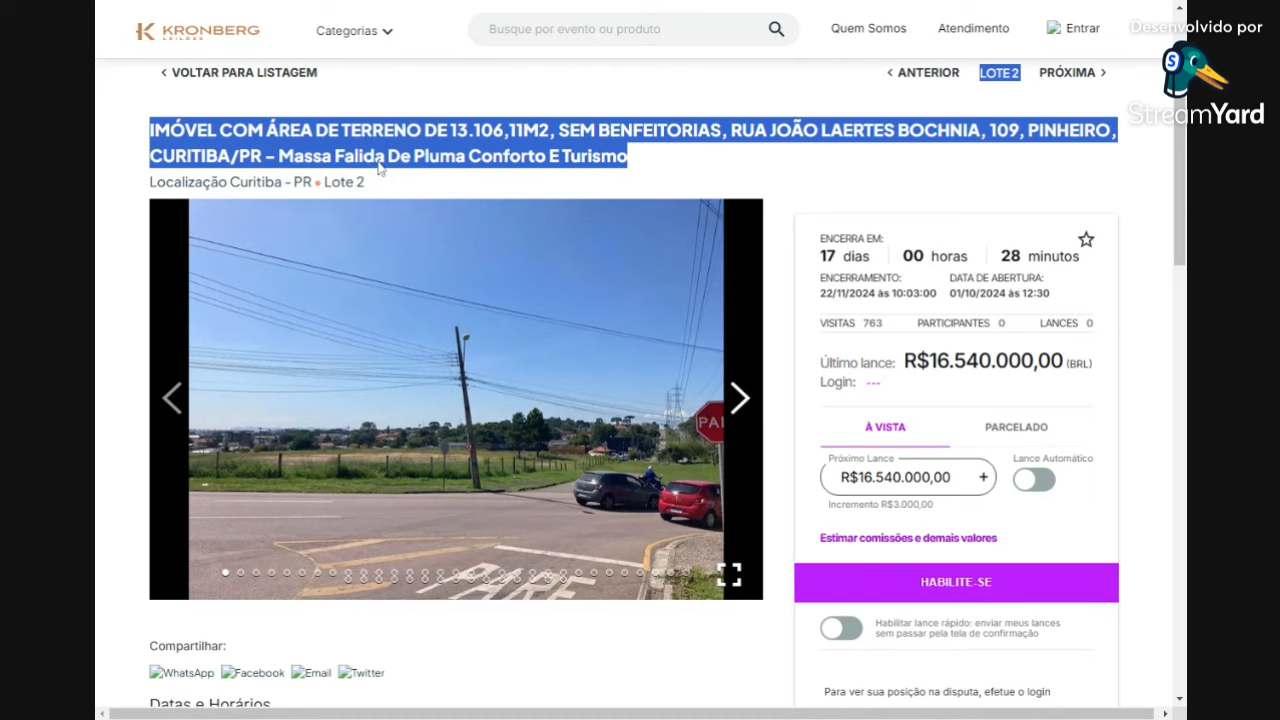 KRONBERG
LEILÕES
Categorias
Busque por evento ou produto
Quem Somos
Atendimento
Entrar
Desenvolvido por
S
StreamYard
VOLTAR PARA LISTAGEM
ANTERIOR
LOTE 2
PRÓXIMA
IMÓVEL COM ÁREA DE TERRENO DE 13.106,11M2, SEM BENFEITORIAS, RUA JOÃO LAERTES BOCHNIA, 109, PINHEIRO,
CURITIBA/PR – Massa Falida De Pluma Conforto E Turismo
Localização Curitiba - PR • Lote 2
PA
PARE
ENCERRA EM:
17 dias 00 horas 28 minutos
ENCERRAMENTO: DATA DE ABERTURA:
22/11/2024 às 10:03:00 01/10/2024 às 12:30
VISITAS 763 PARTICIPANTES 0 LANCES 0
Último lance: R$16.540.000,00 (BRL)
Login: ---
À VISTA PARCELADO
Próximo Lance Lance Automático
R$16.540.000,00 +
Incremento R$3.000,00
Estimar comissões e demais valores
HABILITE-SE
Habilitar lance rápido: enviar meus lances
sem passar pela tela de confirmação
Para ver sua posição na disputa, efetue o login
Compartilhar:
WhatsApp Facebook Email Twitter
Datas e Horários